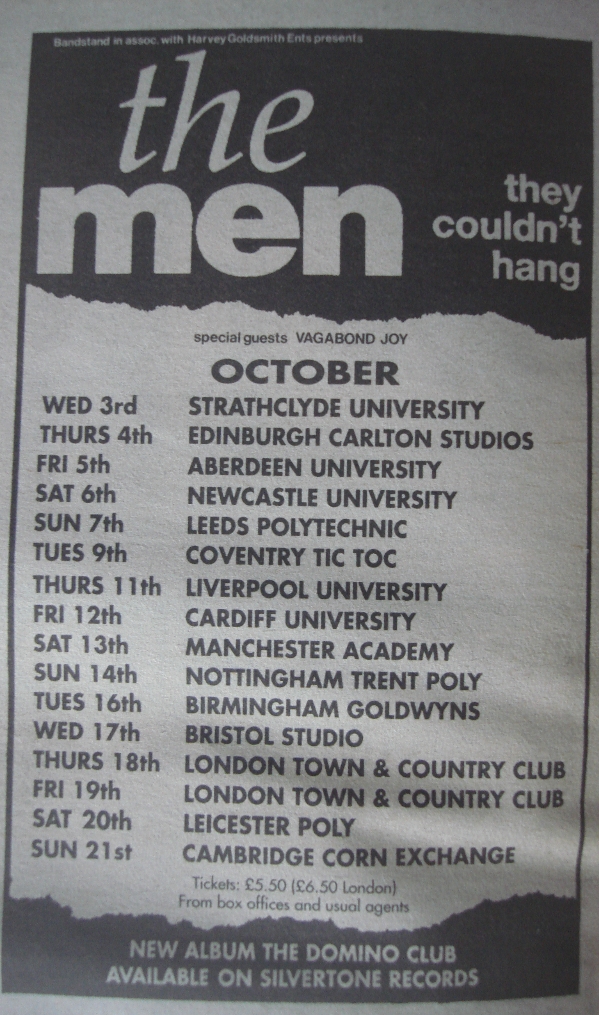 Bandstand in assoc. with Harvey Goldsmith Ents presents
the
men
they
couldn't
hang
special guests VAGABOND JOY
OCTOBER
WED 3rd STRATHCLYDE UNIVERSITY
THURS 4th EDINBURGH CARLTON STUDIOS
FRI 5th ABERDEEN UNIVERSITY
SAT 6th NEWCASTLE UNIVERSITY
SUN 7th LEEDS POLYTECHNIC
TUES 9th COVENTRY TIC TOC
THURS 11th LIVERPOOL UNIVERSITY
FRI 12th CARDIFF UNIVERSITY
SAT 13th MANCHESTER ACADEMY
SUN 14th NOTTINGHAM TRENT POLY
TUES 16th BIRMINGHAM GOLDWYNS
WED 17th BRISTOL STUDIO
THURS 18th LONDON TOWN & COUNTRY CLUB
FRI 19th LONDON TOWN & COUNTRY CLUB
SAT 20th LEICESTER POLY
SUN 21st CAMBRIDGE CORN EXCHANGE
Tickets: £5.50 (£6.50 London)
From box offices and usual agents
NEW ALBUM THE DOMINO CLUB
AVAILABLE ON SILVERTONE RECORDS